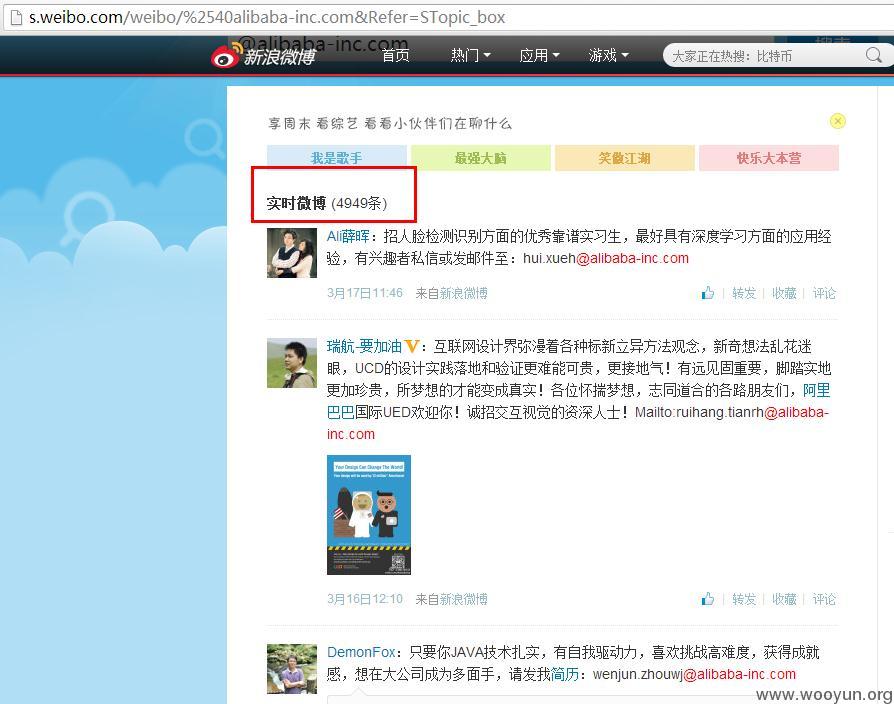 s.weibo.com/weibo/%2540alibaba-inc.com&Refer=STopic_box
@alibaba-inc.com
新浪微博 首页 热门 应用 游戏 大家正在热搜：比特币
享周末 看综艺 看看小伙伴们在聊什么
我是歌手 最强大脑 笑傲江湖 快乐大本营
实时微博 (4949条)
Ali薛晖：招人脸检测识别方面的优秀靠谱实习生，最好具有深度学习方面的应用经
验，有兴趣者私信或发邮件至：hui.xueh@alibaba-inc.com
3月17日11:46 来自新浪微博 转发 收藏 评论
瑞航-要加油V：互联网设计界弥漫着各种标新立异方法观念，新奇想法乱花迷
眼，UCD的设计实践落地和验证更难能可贵，更接地气！有远见固重要，脚踏实地
更加珍贵，所梦想的才能变成真实！各位怀揣梦想，志同道合的各路朋友们，阿里
巴巴国际UED欢迎你！诚招交互视觉的资深人士！Mailto:ruihang.tianrh@alibaba-
inc.com
Your Design Can Change The World!
3月16日12:10 来自新浪微博 转发 收藏 评论
DemonFox：只要你JAVA技术扎实，有自我驱动力，喜欢挑战高难度，获得成就
感，想在大公司成为多面手，请发我简历：wenjun.zhouwj@alibaba-inc.com
www.wooyun.org